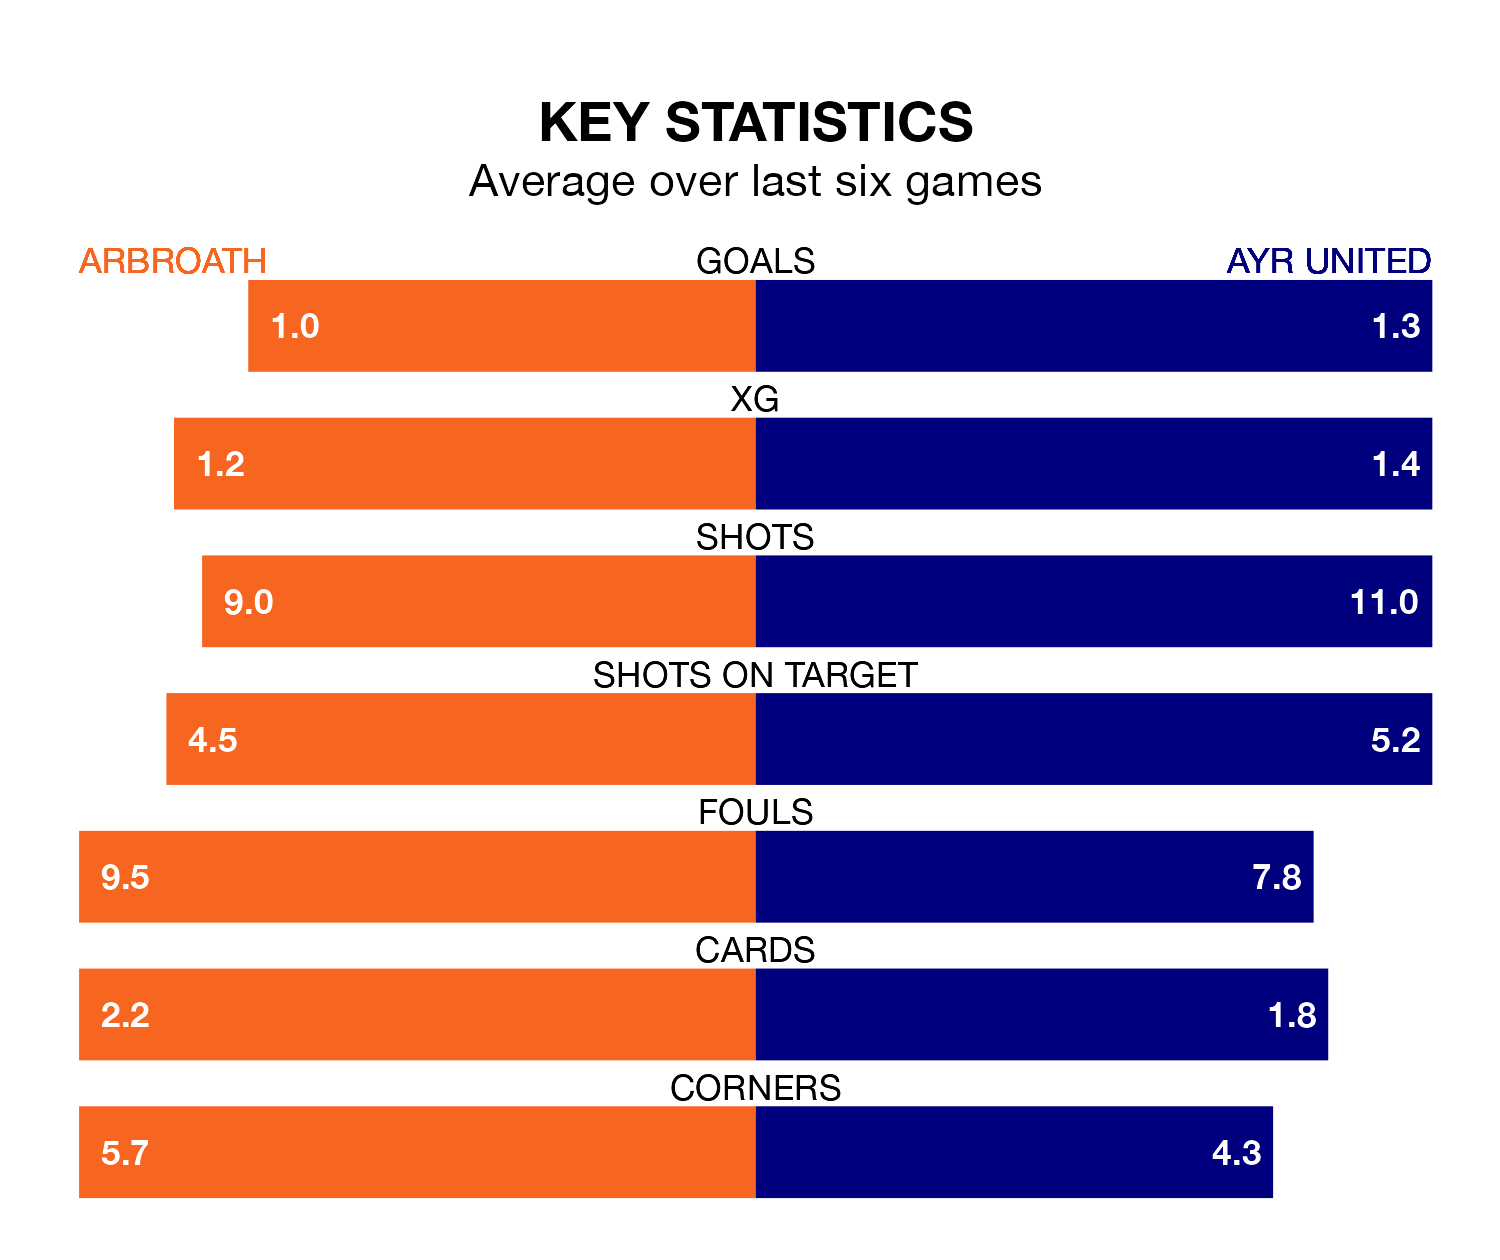 KEY STATISTICS
Average over last six games
ARBROATH GOALS AYR UNITED
1.0 1.3
XG
1.2 1.4
SHOTS
9.0 11.0
SHOTS ON TARGET
4.5 5.2
FOULS
9.5 7.8
CARDS
2.2 1.8
CORNERS
5.7 4.3